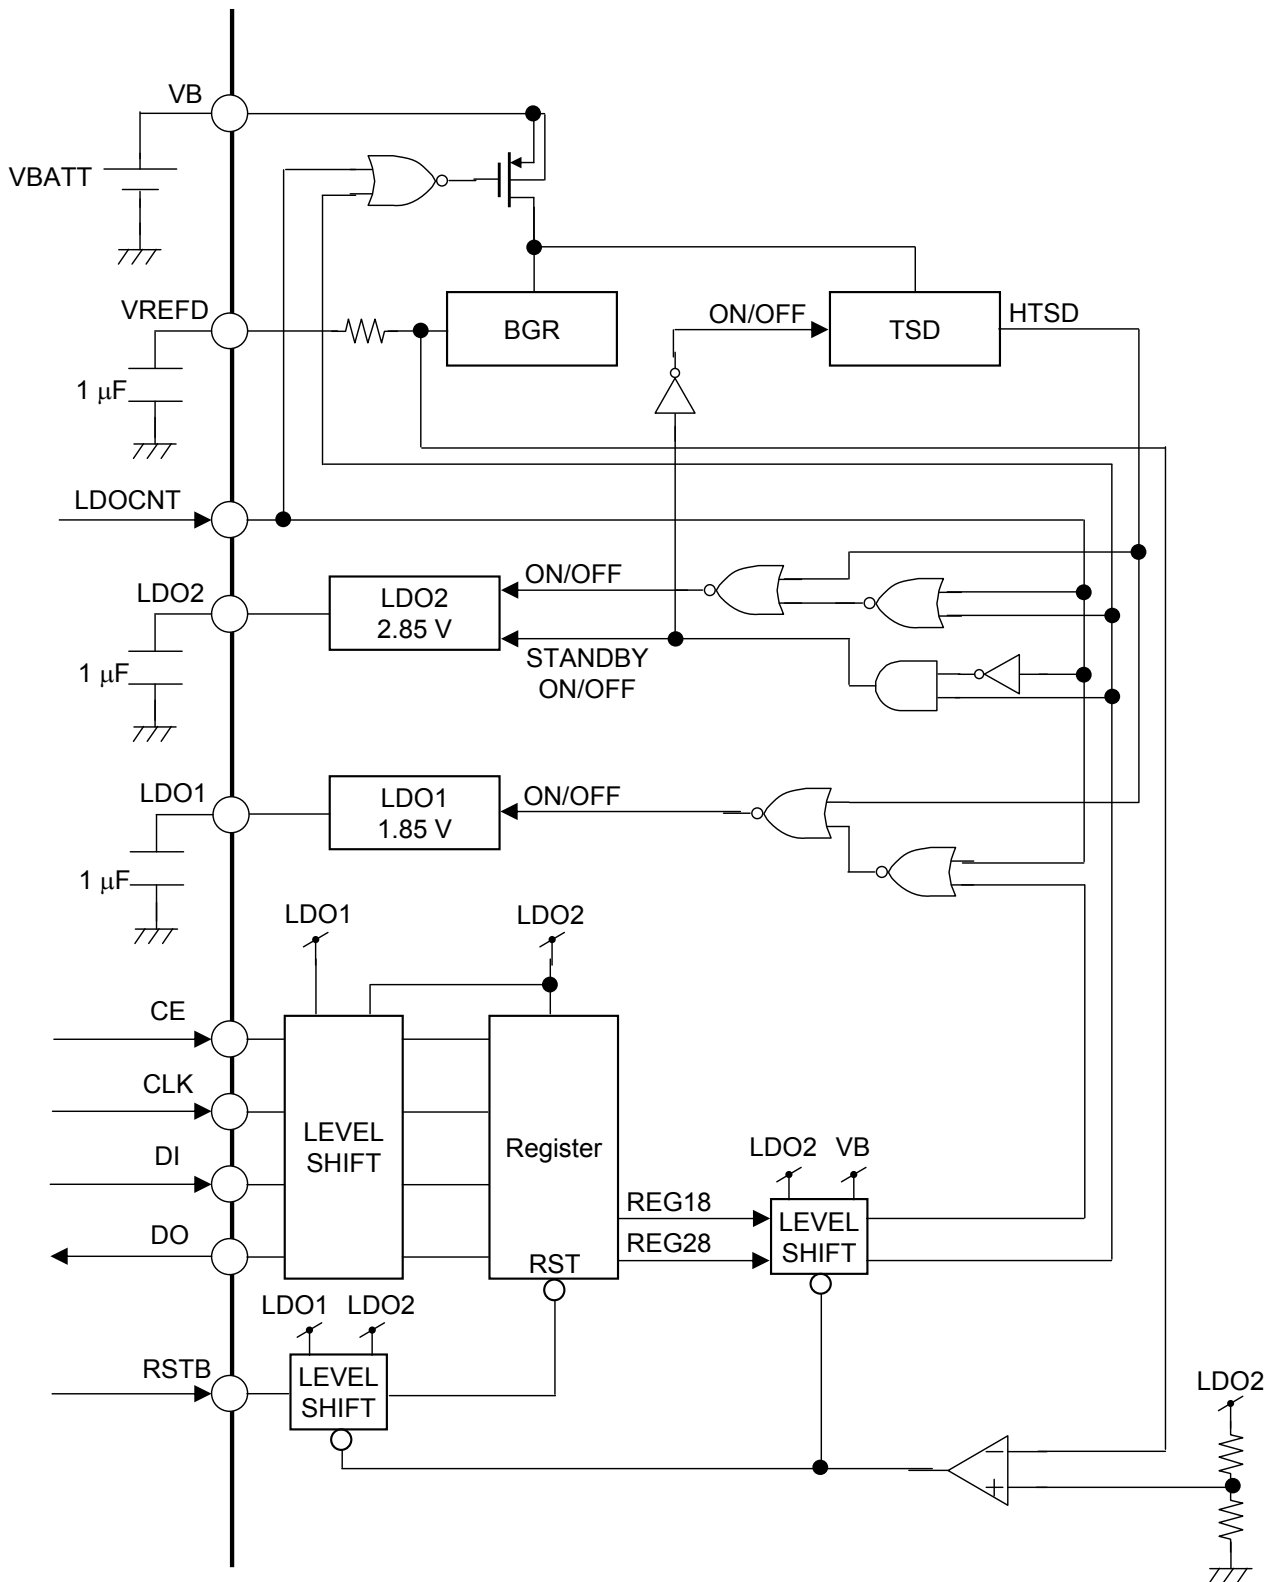 VB
VBATT
VREFD
BGR
ON/OFF
TSD
HTSD
1 μF
LDOCNT
LDO2
LDO2
2.85 V
ON/OFF
STANDBY
ON/OFF
1 μF
LDO1
LDO1
1.85 V
ON/OFF
1 μF
LDO1
LDO2
CE
CLK
DI
DO
LEVEL
SHIFT
Register
RST
REG18
REG28
LDO2
VB
LEVEL
SHIFT
LDO1
LDO2
RSTB
LEVEL
SHIFT
−
+
LDO2